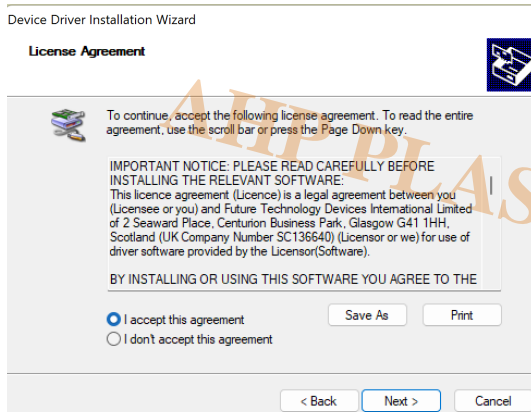 Device Driver Installation Wizard
License Agreement
To continue, accept the following license agreement. To read the entire
agreement, use the scroll bar or press the Page Down key.
IMPORTANT NOTICE: PLEASE READ CAREFULLY BEFORE
INSTALLING THE RELEVANT SOFTWARE:
This licence agreement (Licence) is a legal agreement between you
(Licensee or you) and Future Technology Devices International Limited
of 2 Seaward Place, Centurion Business Park, Glasgow G41 1HH,
Scotland (UK Company Number SC136640) (Licensor or we) for use of
driver software provided by the Licensor(Software).
BY INSTALLING OR USING THIS SOFTWARE YOU AGREE TO THE
I accept this agreement
Save As
Print
I don't accept this agreement
< Back
Next >
Cancel
AHP PLAS